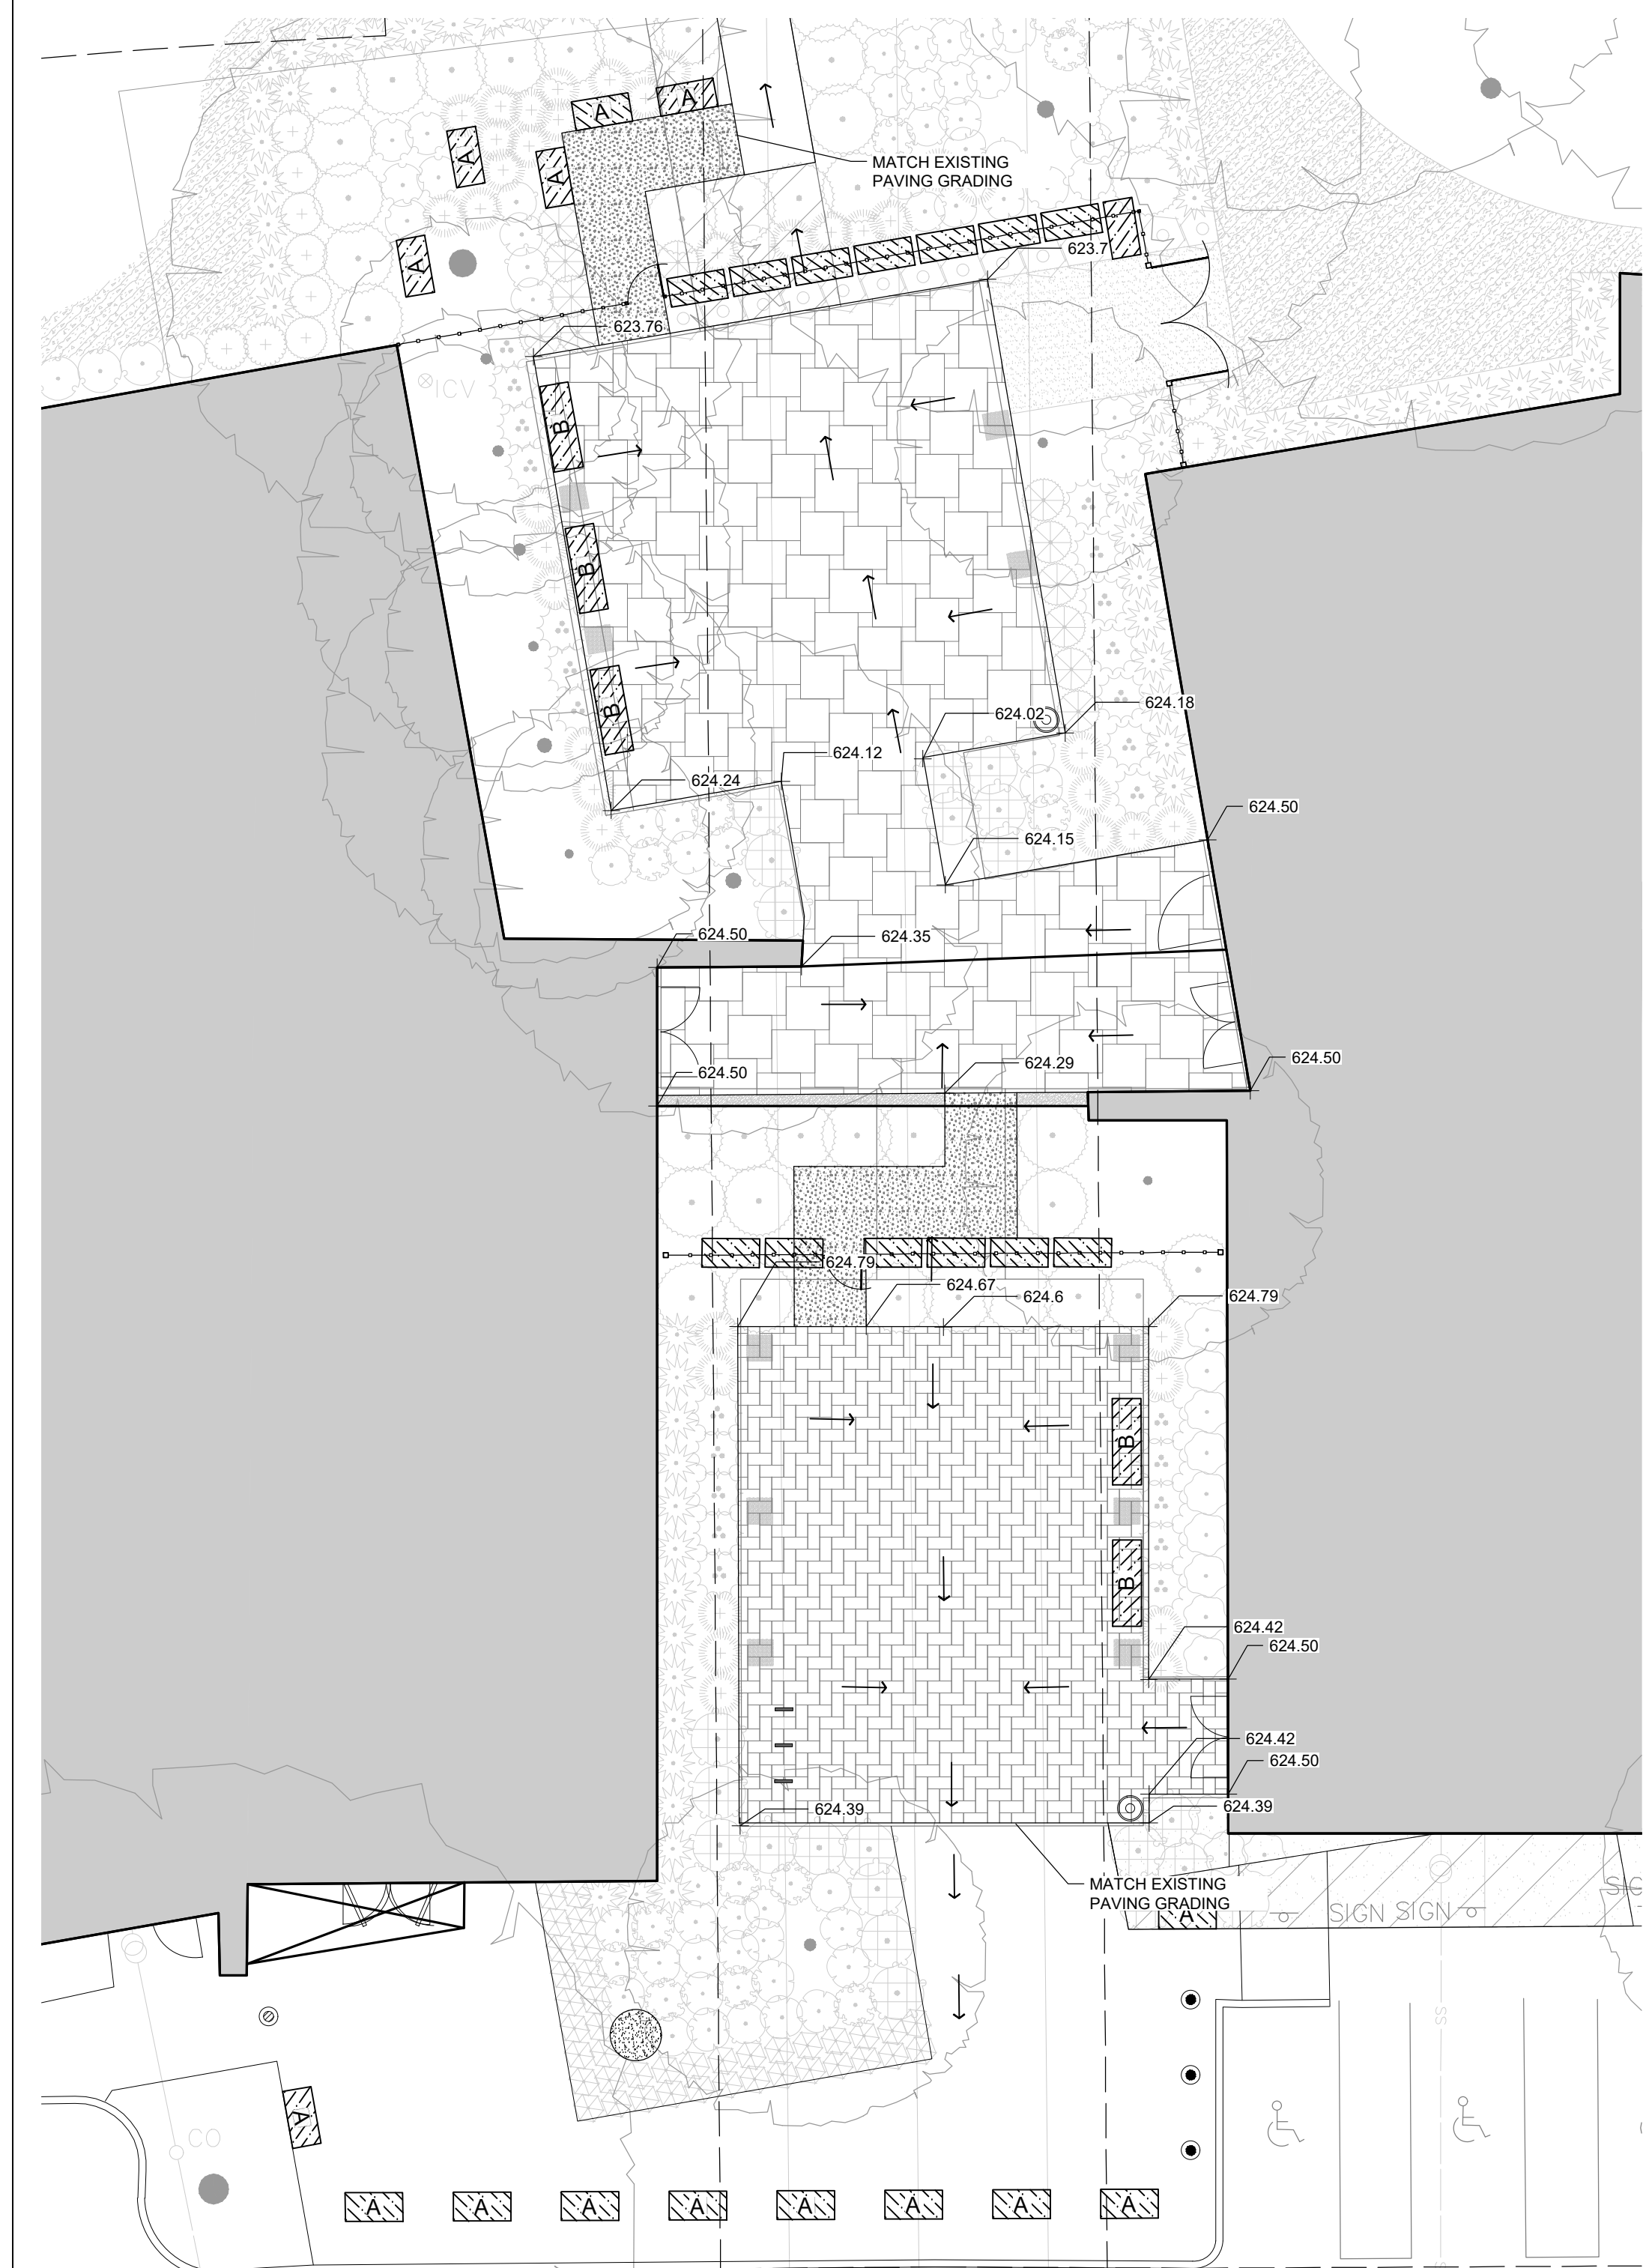 A
A
A
A
A
MATCH EXISTING
PAVING GRADING
623.7
623.76
ICV
B
B
B
624.18
624.02
624.12
624.24
624.50
624.15
624.50
624.35
624.50
624.29
624.50
624.79
624.67
624.6
624.79
B
B
624.42
624.50
624.42
624.50
624.39
624.39
MATCH EXISTING
PAVING GRADING
A
SIGN SIGN
SIG
SS
CO
A
A
A
A
A
A
A
A
A